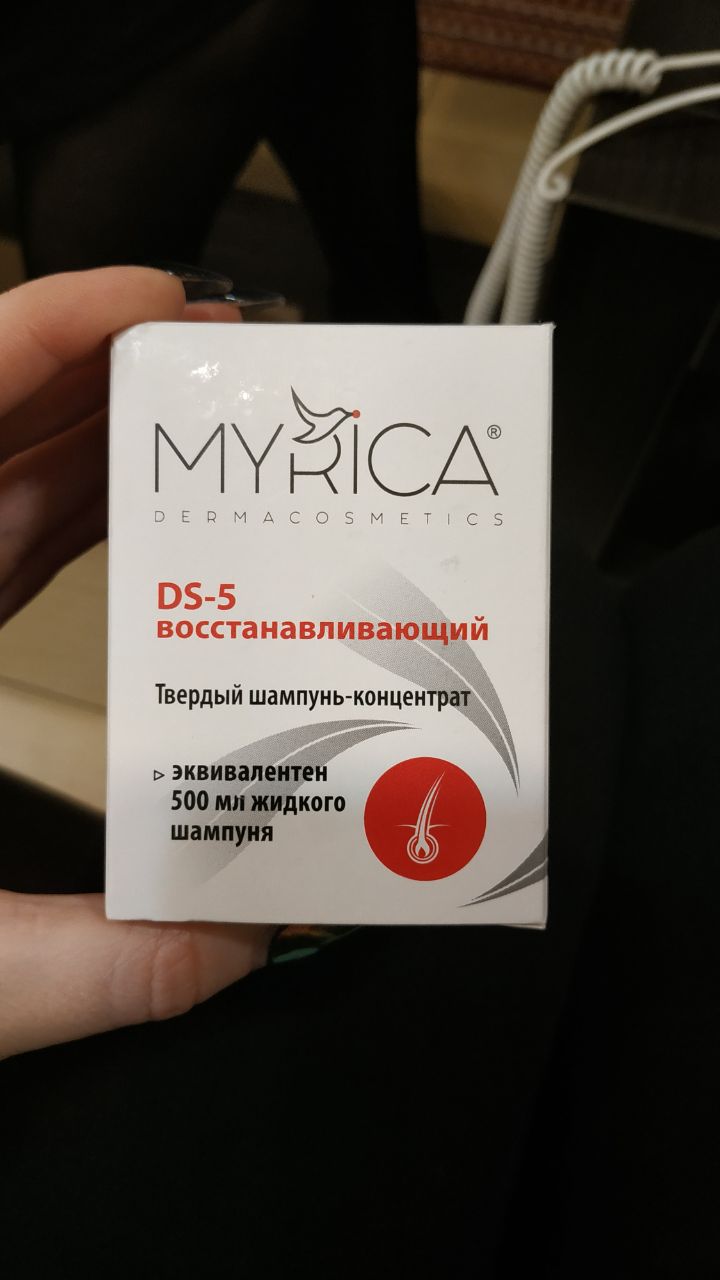 MYRICA®
DERMACOSMETICS
DS-5
восстанавливающий
Твердый шампунь-концентрат
▹ эквивалентен
500 мл жидкого
шампуня